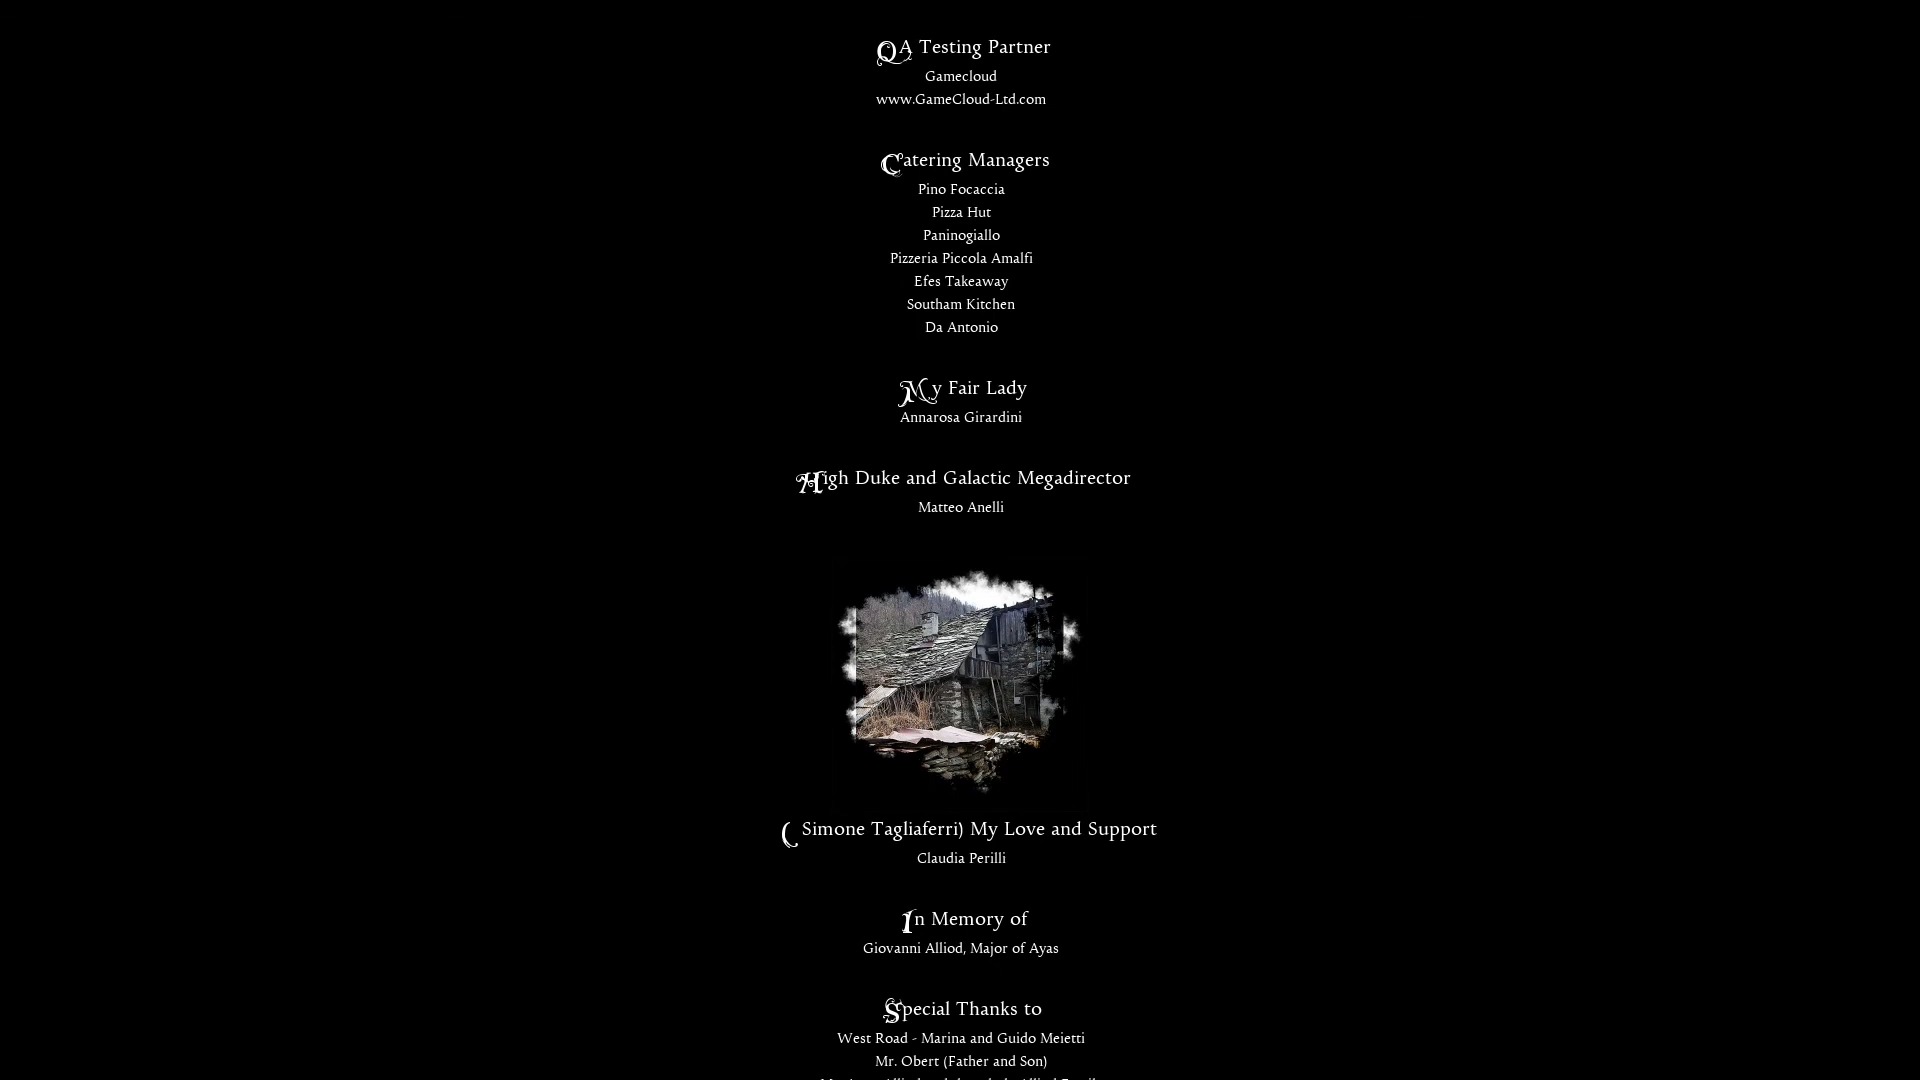 QA Testing Partner
Gamecloud
www.GameCloud-Ltd.com
Catering Managers
Pino Focaccia
Pizza Hut
Paninogiallo
Pizzeria Piccola Amalfi
Efes Takeaway
Southam Kitchen
Da Antonio
My Fair Lady
Annarosa Girardini
High Duke and Galactic Megadirector
Matteo Anelli
(Simone Tagliaferri) My Love and Support
Claudia Perilli
In Memory of
Giovanni Alliod, Major of Ayas
Special Thanks to
West Road - Marina and Guido Meietti
Mr. Obert (Father and Son)